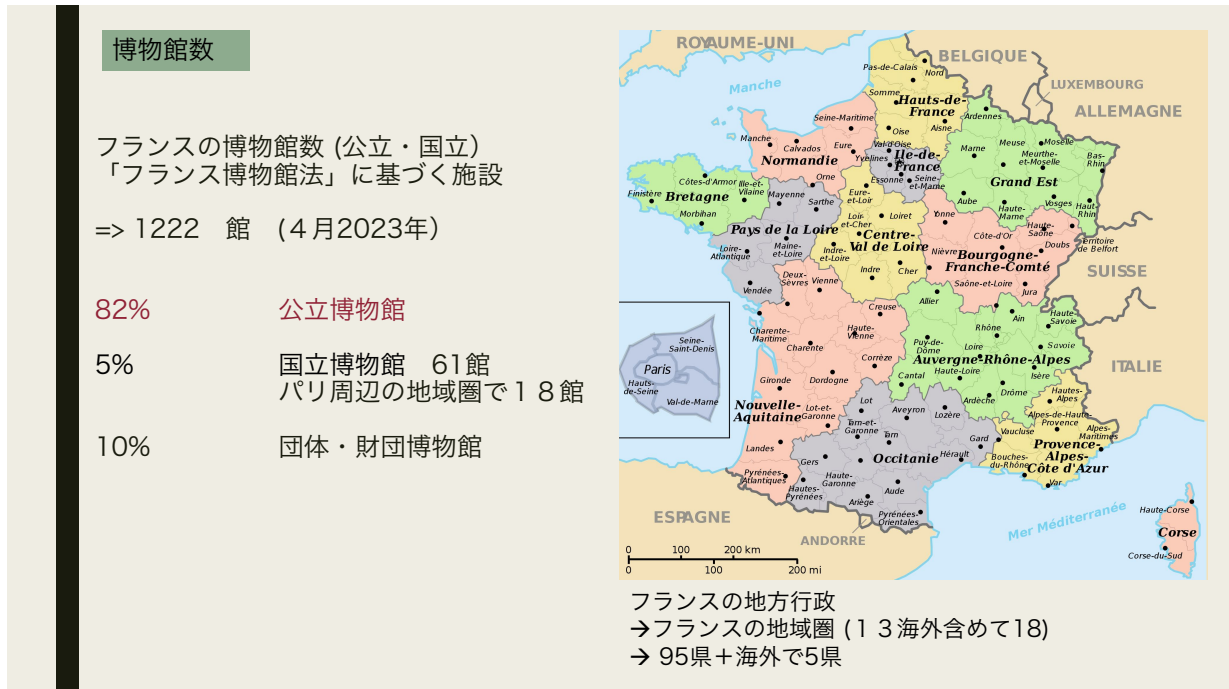 博物館数
フランスの博物館数 (公立・国立）
「フランス博物館法」に基づく施設
=> 1222　館　(４月2023年）
82%　公立博物館
5%　国立博物館　61館
パリ周辺の地域圏で１８館
10%　団体・財団博物館
ROYAUME-UNI
BELGIQUE
LUXEMBOURG
ALLEMAGNE
SUISSE
ITALIE
ESPAGNE
ANDORRE
Manche
Mer Méditerranée
Hauts-de-
France
Pas-de-Calais
Nord
Somme
Oise
Aisne
Normandie
Seine-Maritime
Manche
Calvados
Eure
Orne
Ile-de-
France
Val-d'Oise
Yvelines
Essonne
Seine-
et-Marne
Grand Est
Ardennes
Marne
Meuse
Moselle
Meurthe-
et-Moselle
Bas-
Rhin
Aube
Haute-
Marne
Vosges
Haut-
Rhin
Bretagne
Côtes-d'Armor
Ille-et-
Vilaine
Finistère
Morbihan
Pays de la Loire
Mayenne
Sarthe
Loire-
Atlantique
Maine-
et-Loire
Vendée
Centre-
Val de Loire
Eure-
et-Loir
Loir-
et-Cher
Loiret
Indre-
et-Loire
Indre
Cher
Bourgogne-
Franche-Comté
Yonne
Côte-d'Or
Haute-
Saône
Doubs
Territoire
de Belfort
Nièvre
Saône-et-Loire
Jura
Nouvelle-
Aquitaine
Deux-
Sèvres
Vienne
Creuse
Charente-
Maritime
Charente
Haute-
Vienne
Corrèze
Gironde
Dordogne
Lot-et-
Garonne
Landes
Pyrénées-
Atlantiques
Auvergne-Rhône-Alpes
Allier
Ain
Haute-
Savoie
Rhône
Puy-de-
Dôme
Loire
Savoie
Cantal
Haute-Loire
Isère
Ardèche
Drôme
Occitanie
Lot
Aveyron
Lozère
Tarn-et-
Garonne
Tarn
Gard
Gers
Haute-
Garonne
Hérault
Hautes-
Pyrénées
Ariège
Aude
Pyrénées-
Orientales
Provence-
Alpes-
Côte d'Azur
Hautes-
Alpes
Alpes-de-Haute-
Provence
Alpes-
Maritimes
Vaucluse
Bouches-
du-Rhône
Var
Corse
Haute-Corse
Corse-du-Sud
Seine-
Saint-Denis
Paris
Hauts-
de-Seine
Val-de-Marne
0 100 200 km
0 100 200 mi
フランスの地方行政
→フランスの地域圏 (１３海外含めて18)
→ 95県＋海外で5県